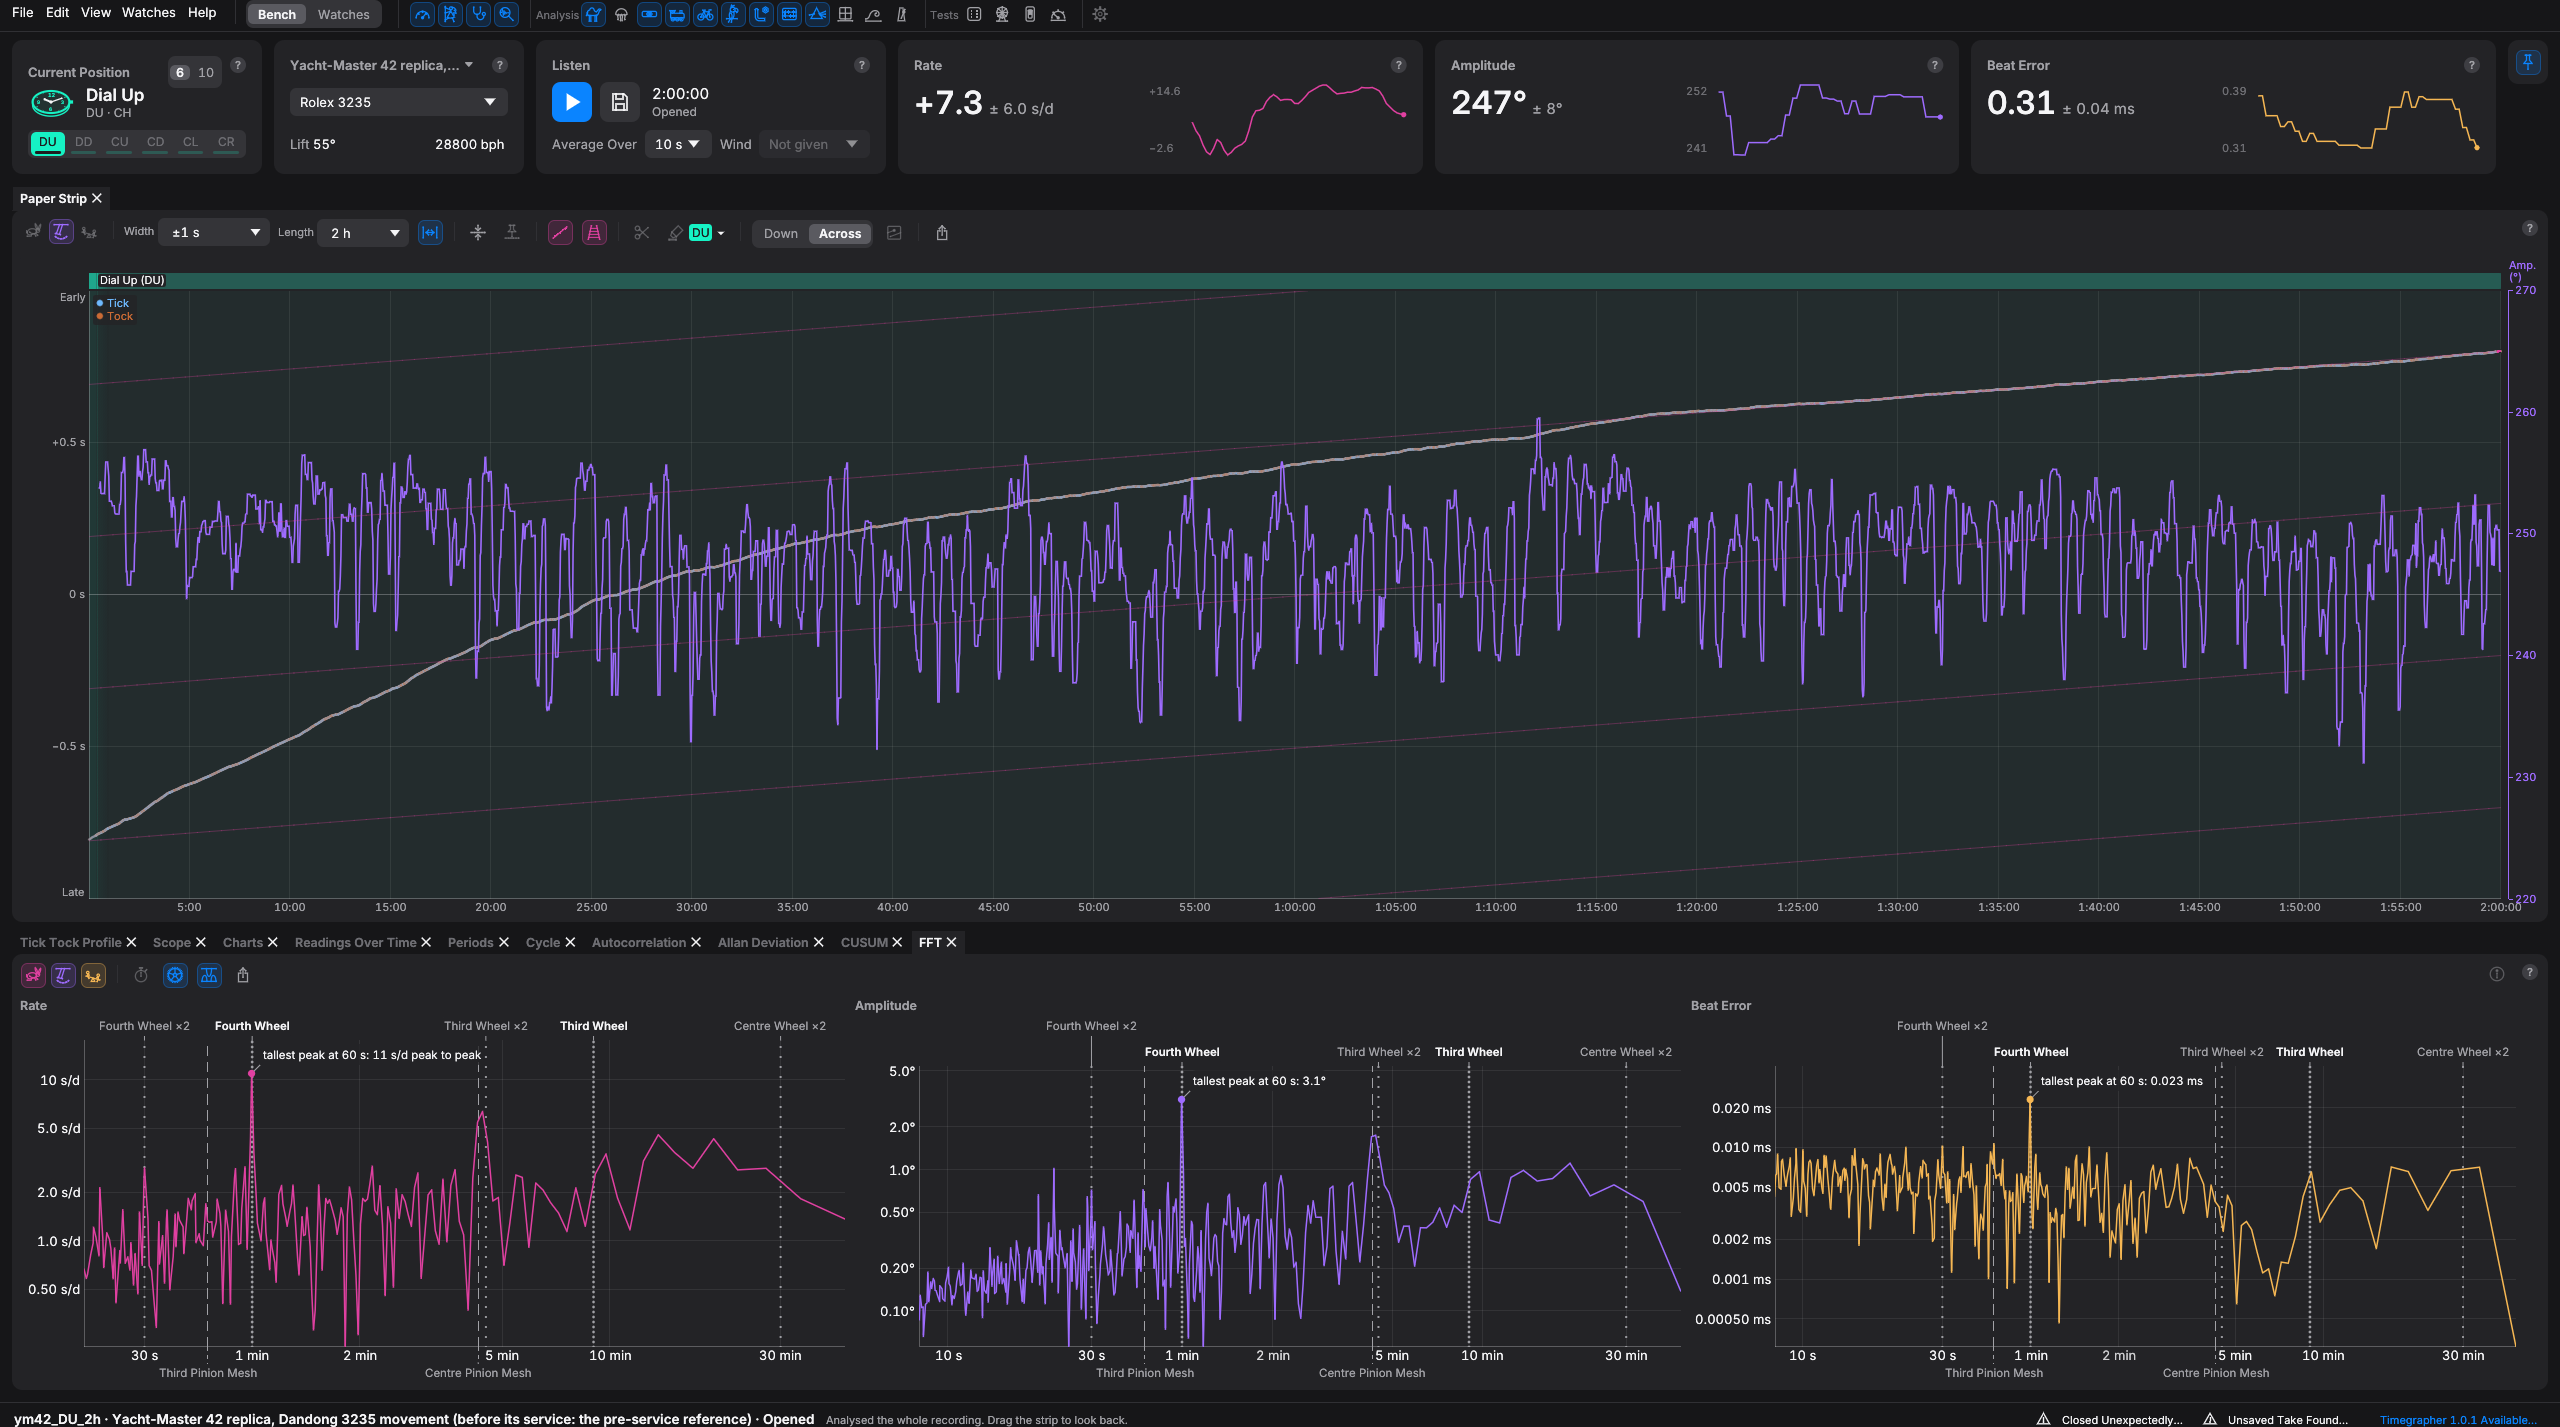 File Edit View Watches Help Bench Watches Analysis Tests
Current Position 6 10 ?
Dial Up
DU · CH
DU DD CU CD CL CR
Yacht-Master 42 replica,... ?
Rolex 3235
Lift 55° 28800 bph
Listen ?
2:00:00
Opened
Average Over 10 s Wind Not given
Rate ?
+7.3 ± 6.0 s/d
+14.6
−2.6
Amplitude ?
247° ± 8°
252
241
Beat Error ?
0.31 ± 0.04 ms
0.39
0.31
Paper Strip
Width ±1 s Length 2 h DU Down Across ?
Dial Up (DU)
Amp.
(°)
Early
Tick
Tock
+0.5 s
0 s
−0.5 s
Late
270
260
250
240
230
220
5:00 10:00 15:00 20:00 25:00 30:00 35:00 40:00 45:00 50:00 55:00 1:00:00 1:05:00 1:10:00 1:15:00 1:20:00 1:25:00 1:30:00 1:35:00 1:40:00 1:45:00 1:50:00 1:55:00 2:00:00
Tick Tock Profile Scope Charts Readings Over Time Periods Cycle Autocorrelation Allan Deviation CUSUM FFT
?
Rate
Fourth Wheel ×2 Fourth Wheel Third Wheel ×2 Third Wheel Centre Wheel ×2
tallest peak at 60 s: 11 s/d peak to peak
10 s/d
5.0 s/d
2.0 s/d
1.0 s/d
0.50 s/d
30 s 1 min 2 min 5 min 10 min 30 min
Third Pinion Mesh Centre Pinion Mesh
Amplitude
Fourth Wheel ×2
Fourth Wheel Third Wheel ×2 Third Wheel Centre Wheel ×2
tallest peak at 60 s: 3.1°
5.0°
2.0°
1.0°
0.50°
0.20°
0.10°
10 s 30 s 1 min 2 min 5 min 10 min 30 min
Third Pinion Mesh Centre Pinion Mesh
Beat Error
Fourth Wheel ×2
Fourth Wheel Third Wheel ×2 Third Wheel Centre Wheel ×2
tallest peak at 60 s: 0.023 ms
0.020 ms
0.010 ms
0.005 ms
0.002 ms
0.001 ms
0.00050 ms
10 s 30 s 1 min 2 min 5 min 10 min 30 min
Third Pinion Mesh Centre Pinion Mesh
ym42_DU_2h · Yacht-Master 42 replica, Dandong 3235 movement (before its service: the pre-service reference) · Opened Analysed the whole recording. Drag the strip to look back. Closed Unexpectedly... Unsaved Take Found... Timegrapher 1.0.1 Available...